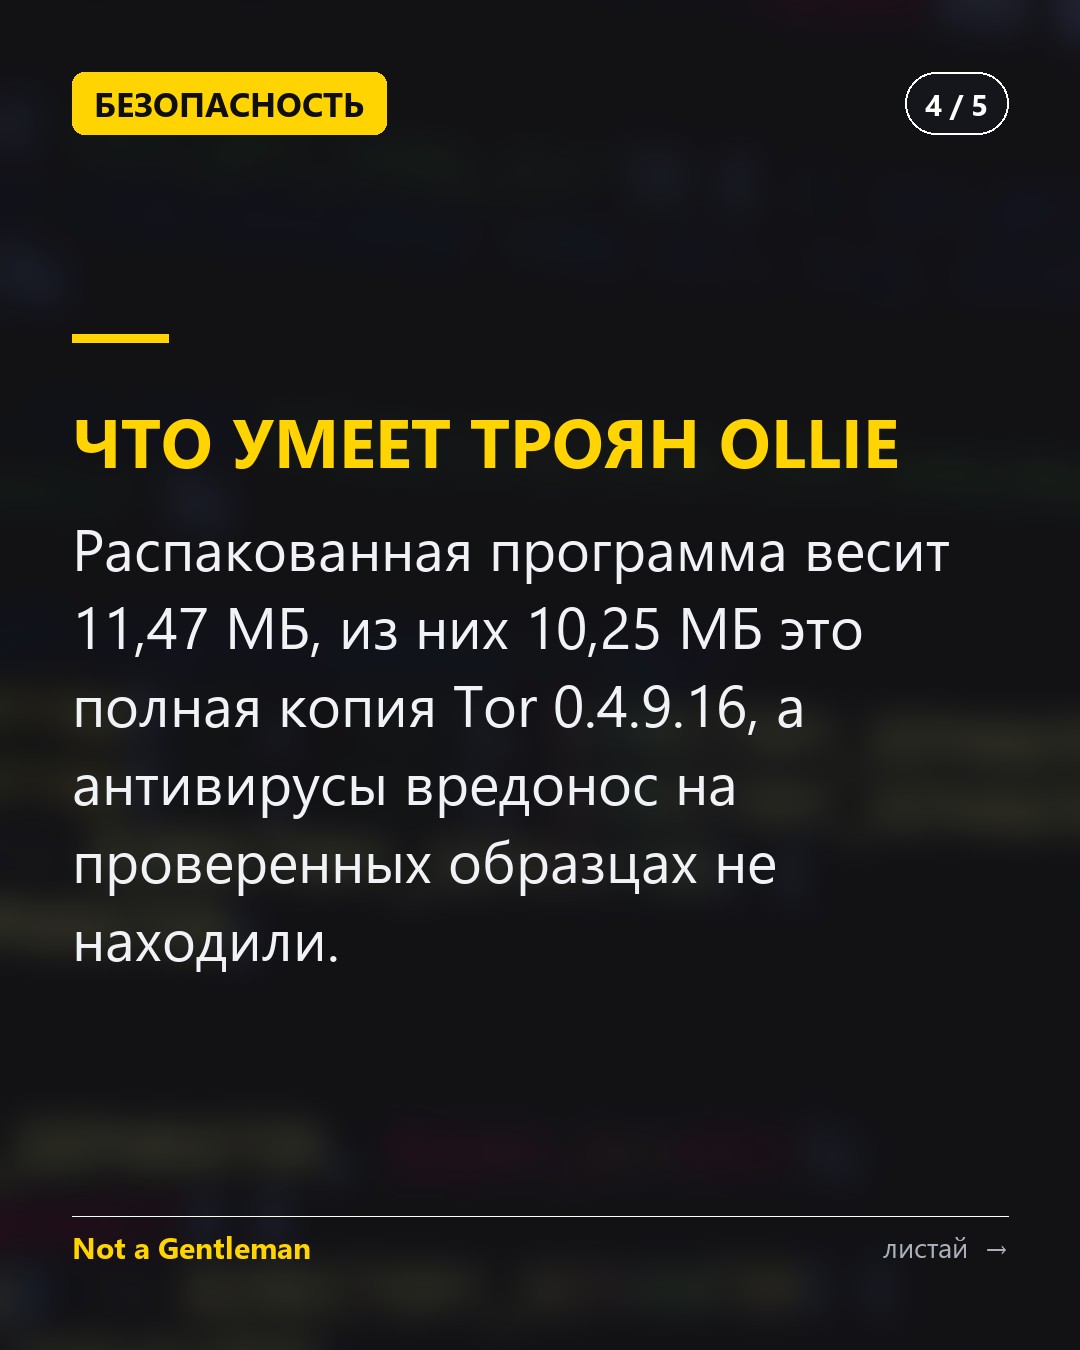 БЕЗОПАСНОСТЬ
4 / 5
ЧТО УМЕЕТ ТРОЯН OLLIE
Распакованная программа весит
11,47 МБ, из них 10,25 МБ это
полная копия Tor 0.4.9.16, а
антивирусы вредонос на
проверенных образцах не
находили.
Not a Gentleman
листай →